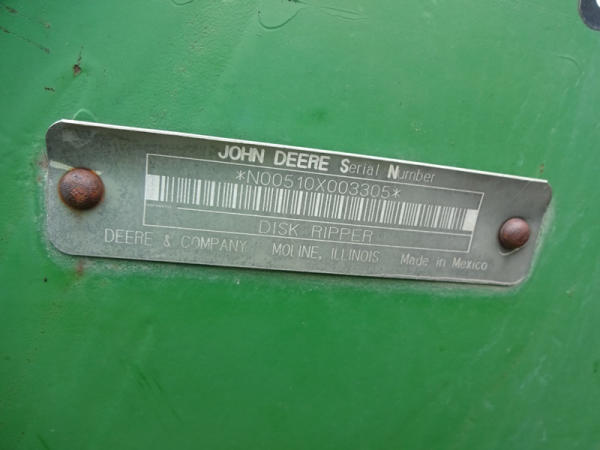 JOHN DEERE Serial Number
*N00510X003305*
DISK RIPPER
DEERE & COMPANY MOLINE, ILLINOIS Made in Mexico